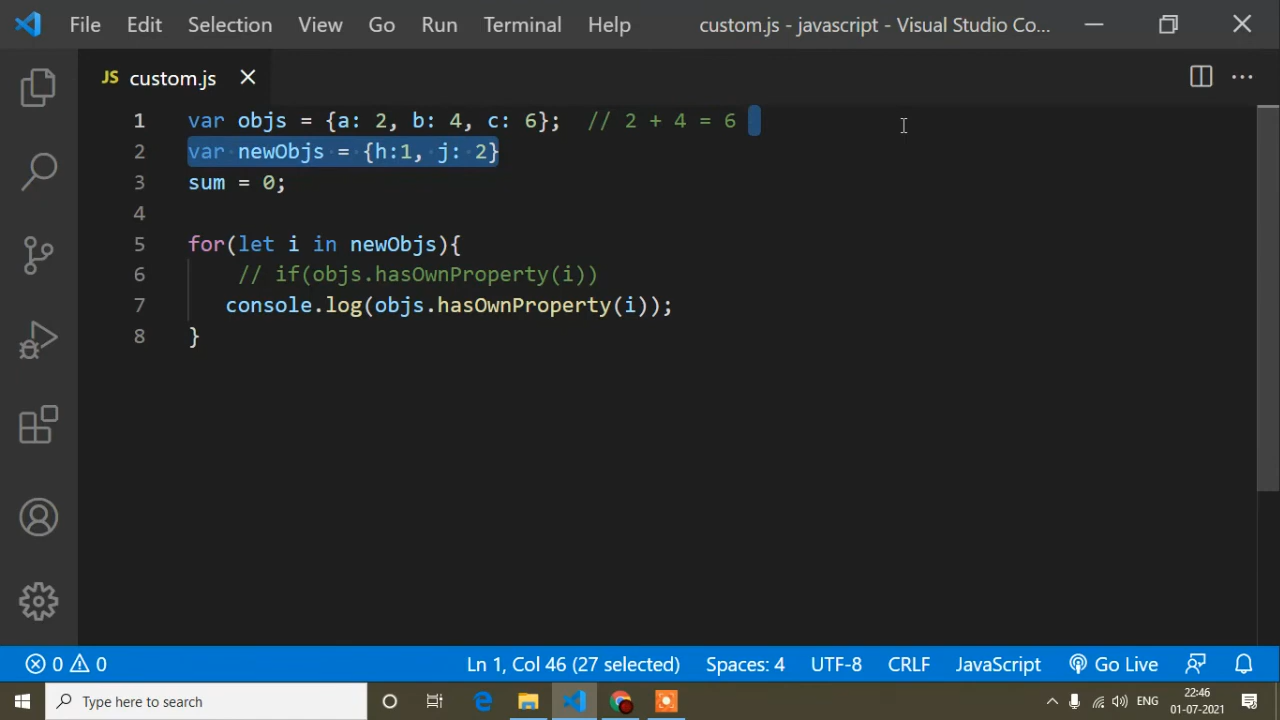 File Edit Selection View Go Run Terminal Help custom.js - javascript - Visual Studio Co...
JS custom.js
1 var objs = {a: 2, b: 4, c: 6}; // 2 + 4 = 6
2 var newObjs = {h:1, j: 2}
3 sum = 0;
4
5 for(let i in newObjs){
6 // if(objs.hasOwnProperty(i))
7 console.log(objs.hasOwnProperty(i));
8 }
0 0 Ln 1, Col 46 (27 selected) Spaces: 4 UTF-8 CRLF JavaScript Go Live
Type here to search ENG 22:46
01-07-2021